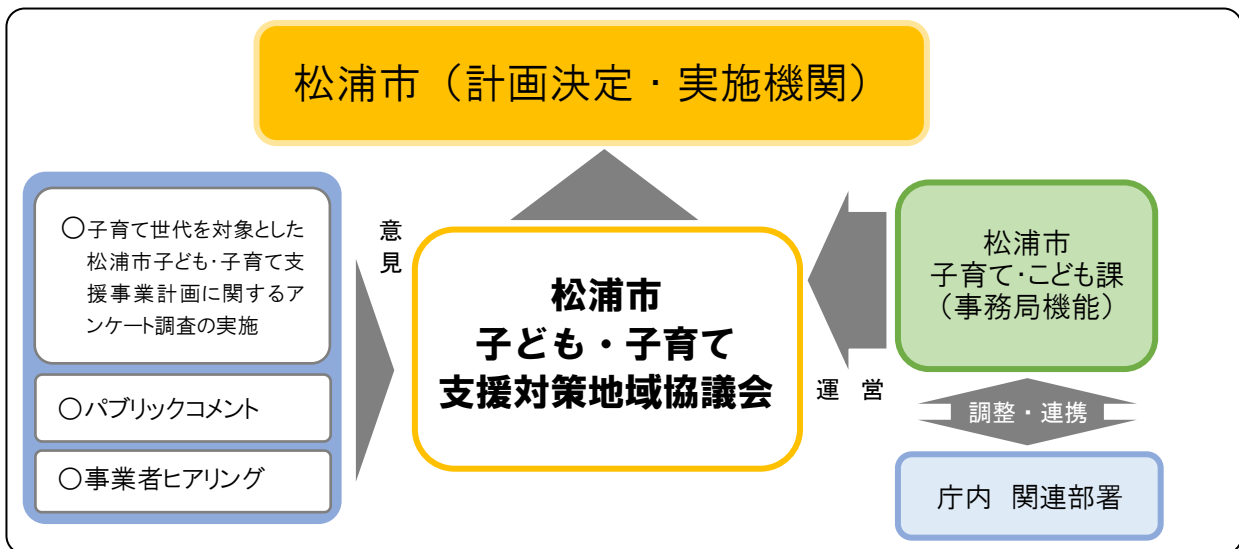 松浦市（計画決定・実施機関）
○子育て世代を対象とした
松浦市子ども・子育て支
援事業計画に関するア
ンケート調査の実施
○パブリックコメント
○事業者ヒアリング
意見
松浦市
子ども・子育て
支援対策地域協議会
運 営
松浦市
子育て・こども課
（事務局機能）
調整・連携
庁内 関連部署